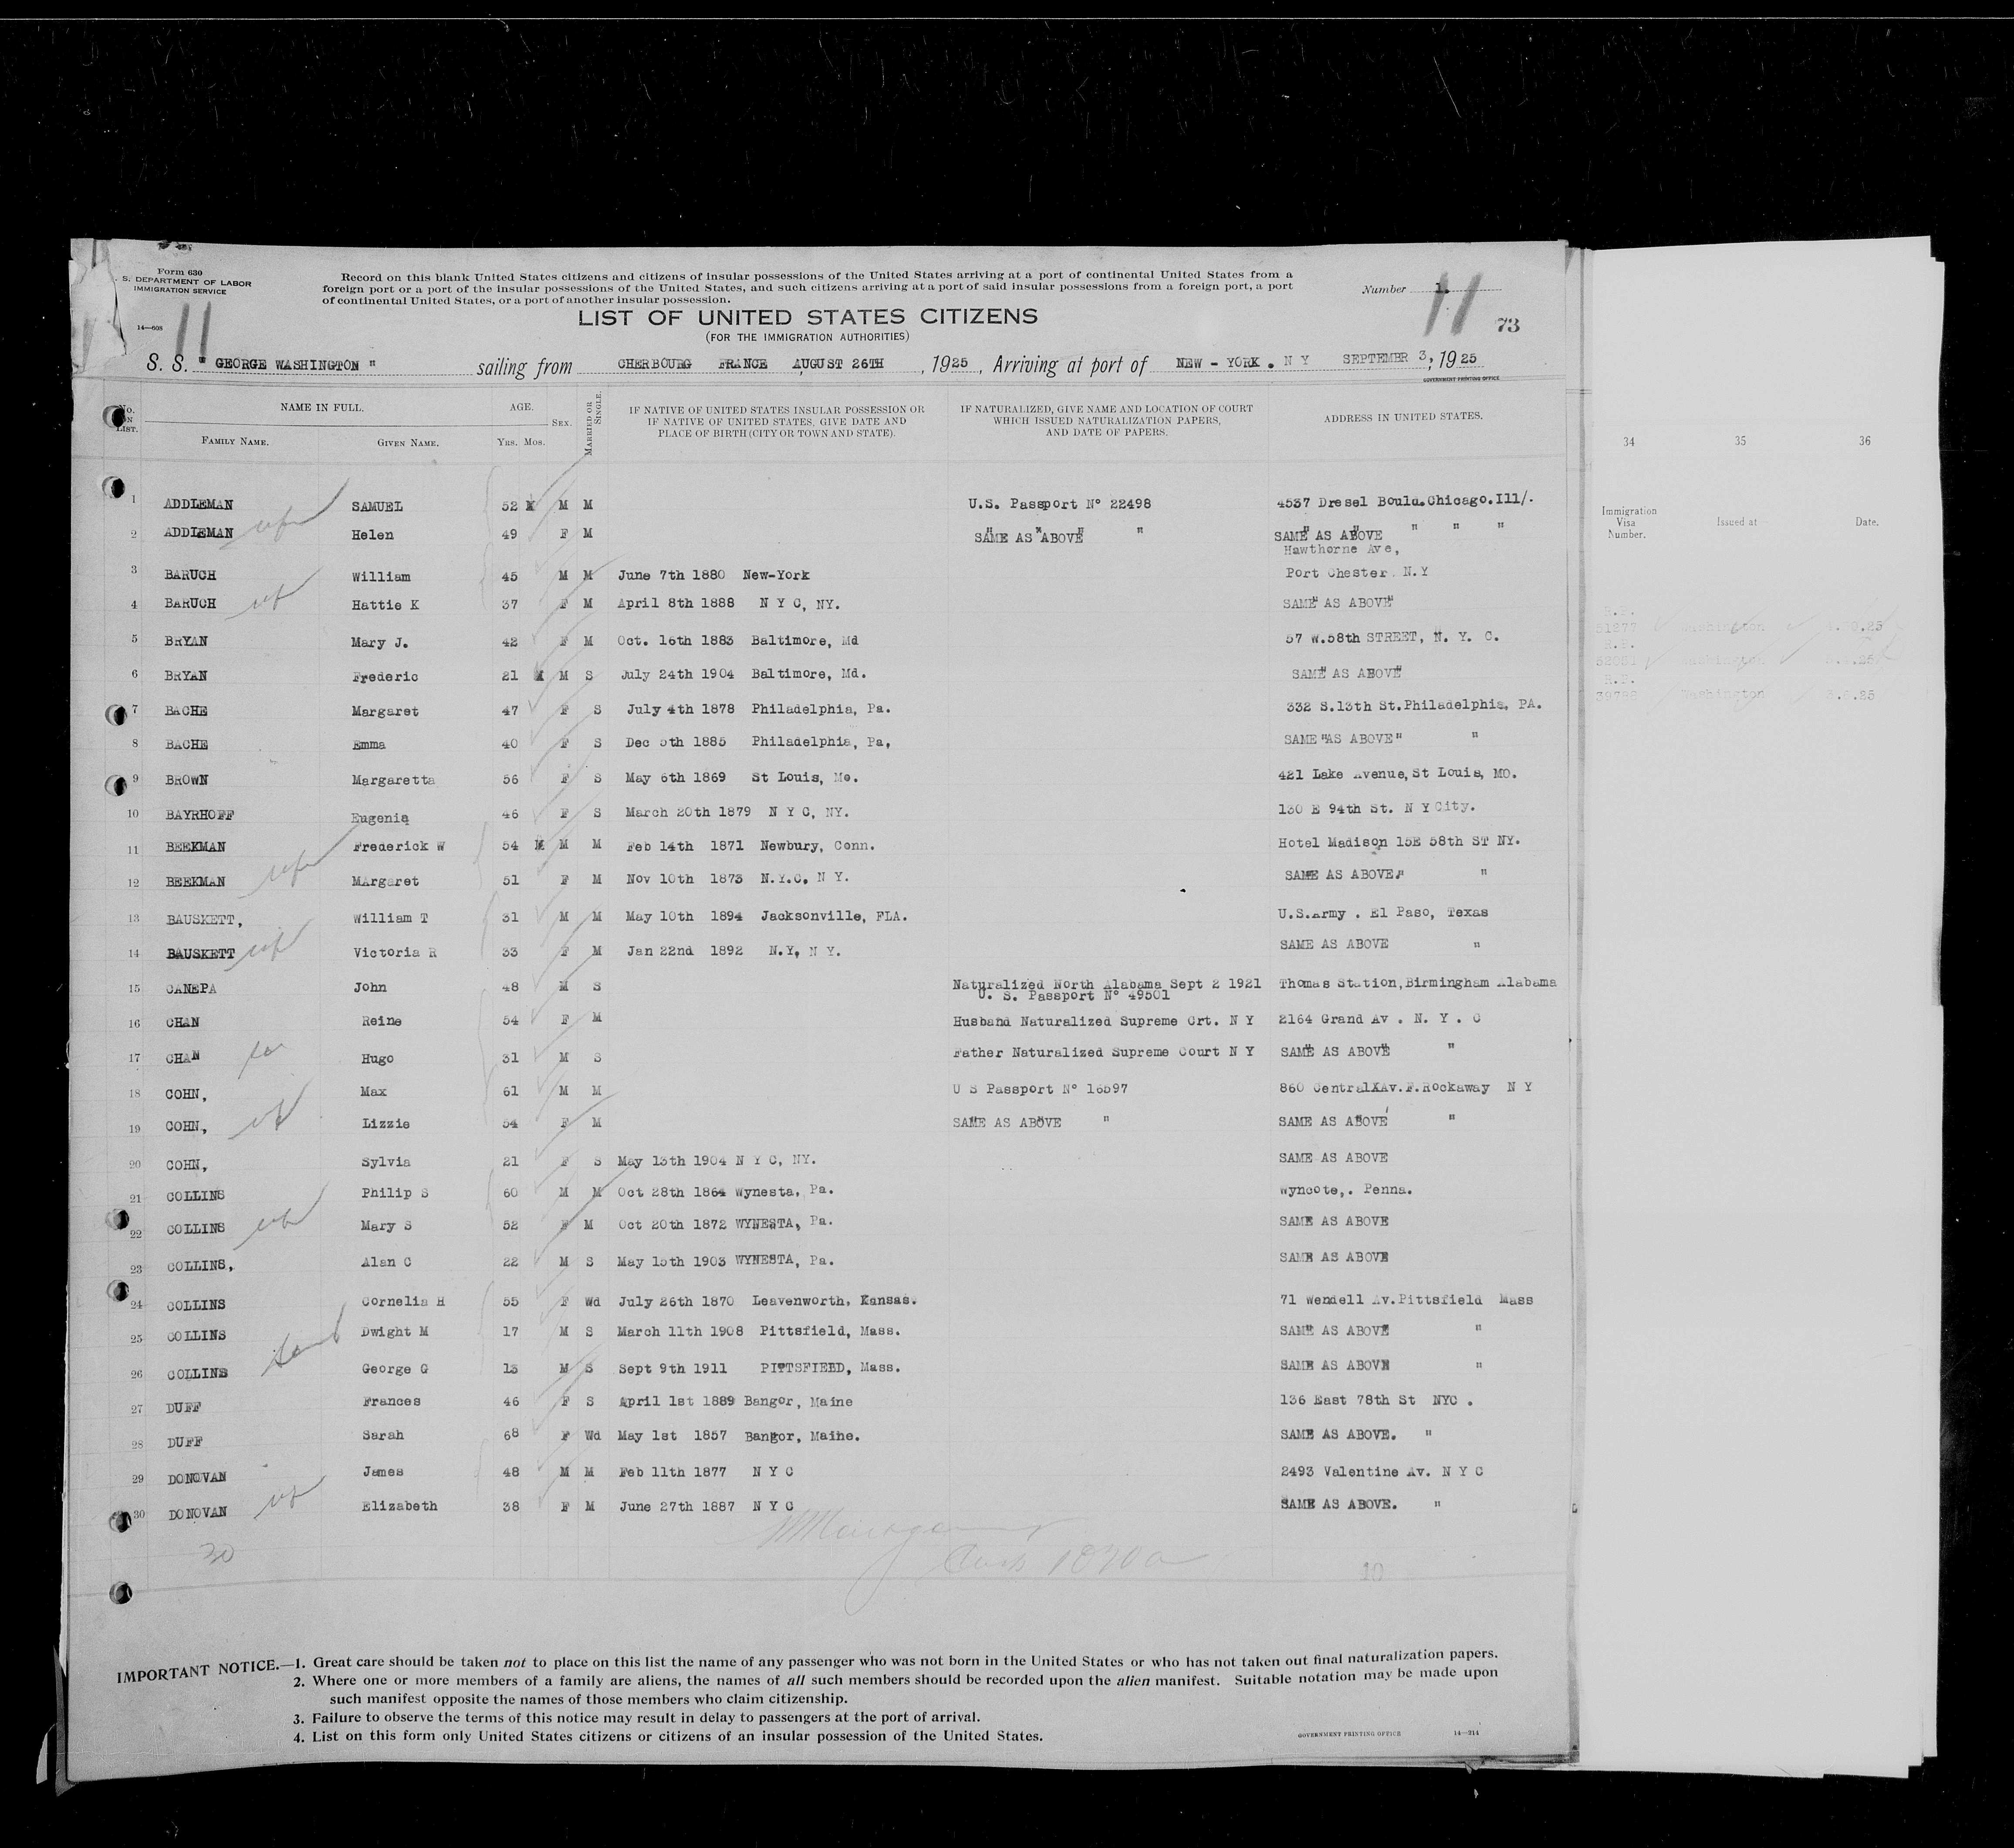 Form 630
S. DEPARTMENT OF LABOR
IMMIGRATION SERVICE
14—608
11
Record on this blank United States citizens and citizens of insular possessions of the United States arriving at a port of continental United States from a
foreign port or a port of the insular possessions of the United States, and such citizens arriving at a port of said insular possessions from a foreign port, a port
of continental United States, or a port of another insular possession.
Number 1.
11
73
LIST OF UNITED STATES CITIZENS
(FOR THE IMMIGRATION AUTHORITIES)
S. S. " GEORGE WASHINGTON " sailing from CHERBOURG FRANCE AUGUST 26TH, 1925, Arriving at port of NEW - YORK. N Y SEPTEMBR 3, 1925
GOVERNMENT PRINTING OFFICE
No. ON LIST. NAME IN FULL. FAMILY NAME. GIVEN NAME. AGE. YRS. MOS. SEX. MARRIED OR SINGLE. IF NATIVE OF UNITED STATES INSULAR POSSESSION OR IF NATIVE OF UNITED STATES, GIVE DATE AND PLACE OF BIRTH (CITY OR TOWN AND STATE). IF NATURALIZED, GIVE NAME AND LOCATION OF COURT WHICH ISSUED NATURALIZATION PAPERS, AND DATE OF PAPERS. ADDRESS IN UNITED STATES.
34 35 36
Immigration Visa Number. Issued at Date.
1 ADDLEMAN SAMUEL 52 M M U.S. Passport Nº 22498 4537 Dresel Bould.Chicago.Ill/.
2 ADDLEMAN Helen 49 F M SAME AS ABOVE " SAME AS ABOVE " " "
Hawthorne Ave,
3 BARUCH William 45 M M June 7th 1880 New-York Port Chester. N.Y
4 BARUCH Hattie K 37 F M April 8th 1888 N Y C, NY. SAME AS ABOVE
5 BRYAN Mary J. 42 F M Oct. 16th 1883 Baltimore, Md 57 W.58th STREET, N. Y. C.
6 BRYAN Frederic 21 M S July 24th 1904 Baltimore, Md. SAME AS ABOVE
7 BACHE Margaret 47 F S July 4th 1878 Philadelphia, Pa. 332 S.13th St.Philadelphia, PA.
8 BACHE Emma 40 F S Dec 5th 1885 Philadelphia, Pa, SAME "AS ABOVE" "
9 BROWN Margaretta 56 F S May 6th 1869 St Louis, Mo. 421 Lake Avenue,St Louis, MO.
10 BAYRHOFF Eugenia 46 F S March 20th 1879 N Y C, NY. 130 E 94th St. N Y City.
11 BEEKMAN Frederick W 54 M M Feb 14th 1871 Newbury, Conn. Hotel Madison 15E 58th ST NY.
12 BEEKMAN MArgaret 51 F M Nov 10th 1873 N.Y.C. N Y. SAME AS ABOVE." "
13 BAUSKETT, William T 31 M M May 10th 1894 Jacksonville, FLA. U.S.Army . El Paso, Texas
14 BAUSKETT Victoria R 33 F M Jan 22nd 1892 N.Y, N Y. SAME AS ABOVE "
15 CANEPA John 48 M S Naturalized North Alabama Sept 2 1921 Thomas Station,Birmingham Alabama
U. S. Passport Nº 49501
16 CHAN Reine 54 F M Husband Naturalized Supreme Crt. N Y 2164 Grand Av . N. Y . C
17 CHAN Hugo 31 M S Father Naturalized Supreme Court N Y SAME AS ABOVE "
18 COHN, Max 61 M M U S Passport Nº 16597 860 CentralXAv.F.Rockaway N Y
19 COHN, Lizzie 54 F M SAME AS ABOVE " SAME AS ABOVE "
20 COHN, Sylvia 21 F S May 13th 1904 N Y C, NY. SAME AS ABOVE
21 COLLINS Philip S 60 M M Oct 28th 1864 Wynesta, Pa. Wyncote,. Penna.
22 COLLINS Mary S 52 F M Oct 20th 1872 WYNESTA, Pa. SAME AS ABOVE
23 COLLINS, Alan C 22 M S May 15th 1903 WYNESTA, Pa. SAME AS ABOVE
24 COLLINS Cornelia H 55 F Wd July 26th 1870 Leavenworth, Kansas. 71 Wendell Av.Pittsfield Mass
25 COLLINS Dwight M 17 M S March 11th 1908 Pittsfield, Mass. SAME AS ABOVE "
26 COLLINS George G 13 M S Sept 9th 1911 PITTSFIEED, Mass. SAME AS ABOVE "
27 DUFF Frances 46 F S April 1st 1889 Bangor, Maine 136 East 78th St NYC .
28 DUFF Sarah 68 F Wd May 1st 1857 Bangor, Maine. SAME AS ABOVE. "
29 DONOVAN James 48 M M Feb 11th 1877 N Y C 2493 Valentine Av. N Y C
30 DONOVAN Elizabeth 38 F M June 27th 1887 N Y C SAME AS ABOVE. "
30
10
IMPORTANT NOTICE.—1. Great care should be taken not to place on this list the name of any passenger who was not born in the United States or who has not taken out final naturalization papers.
2. Where one or more members of a family are aliens, the names of all such members should be recorded upon the alien manifest. Suitable notation may be made upon
such manifest opposite the names of those members who claim citizenship.
3. Failure to observe the terms of this notice may result in delay to passengers at the port of arrival.
4. List on this form only United States citizens or citizens of an insular possession of the United States.
GOVERNMENT PRINTING OFFICE 14—214